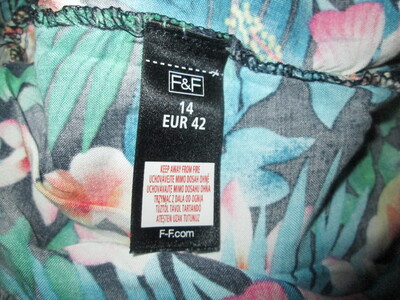 F&F
14
EUR 42
KEEP AWAY FROM FIRE
UCHOVÁVEJTE MIMO DOSAH OHNĚ
UCHOVÁVAJTE MIMO DOSAHU OHŇA
TRZYMAĆ Z DALA OD OGNIA
TŰZTŐL TÁVOL TARTANDÓ
ATEŞTEN UZAK TUTUNUZ
F-F.com